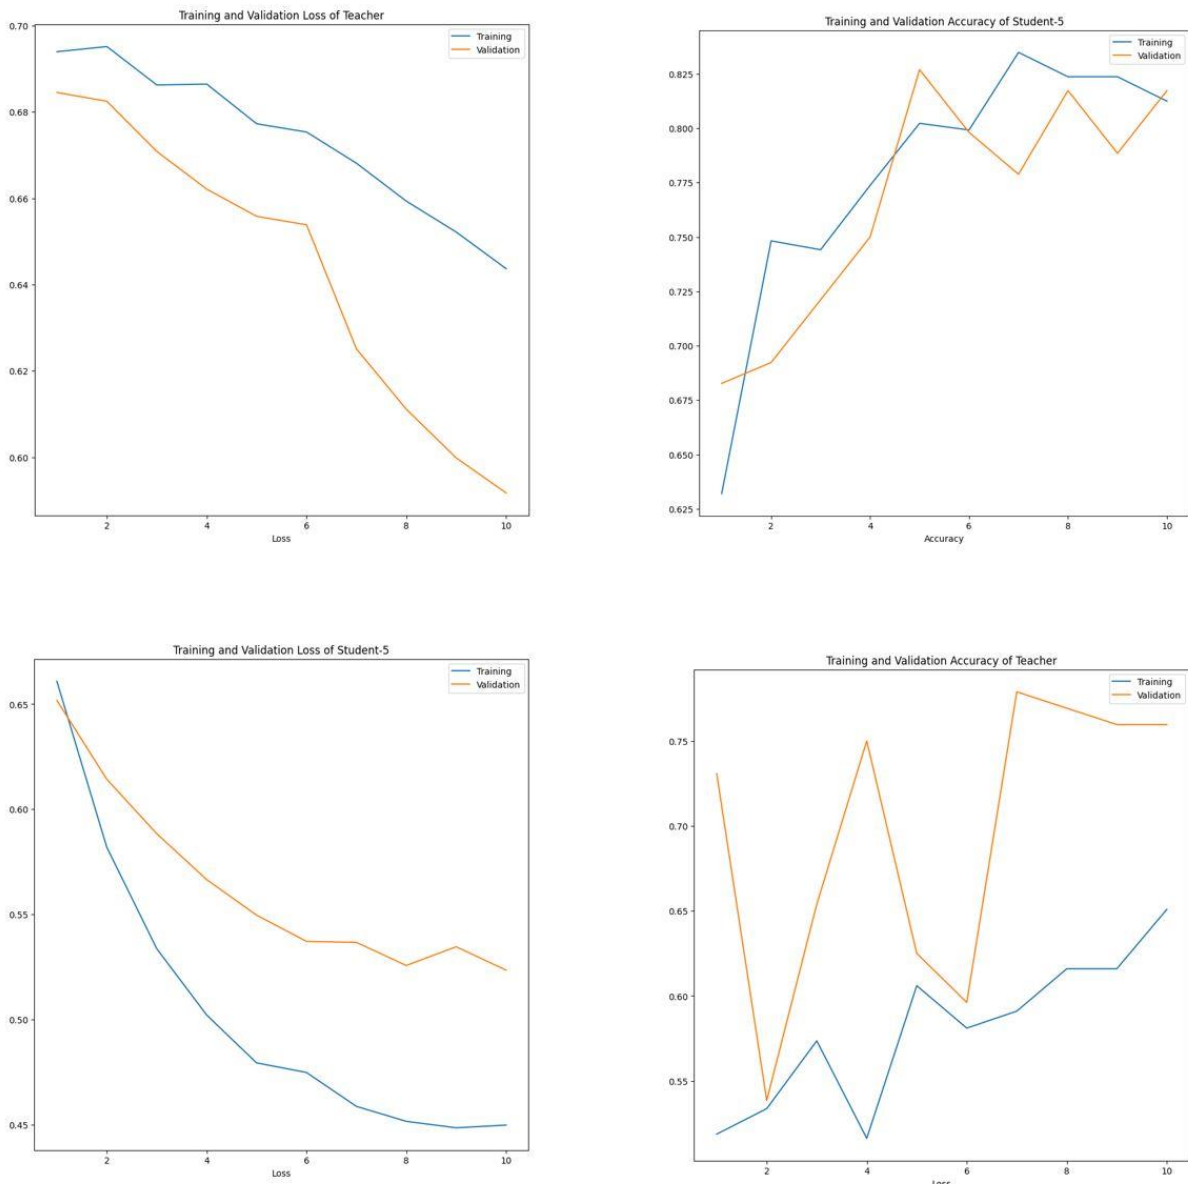 Training and Validation Loss of Teacher
Training
Validation
0.70
0.68
0.66
0.64
0.62
0.60
2 4 6 8 10
Loss
Training and Validation Accuracy of Student-5
Training
Validation
0.825
0.800
0.775
0.750
0.725
0.700
0.675
0.650
0.625
2 4 6 8 10
Accuracy
Training and Validation Loss of Student-5
Training
Validation
0.65
0.60
0.55
0.50
0.45
2 4 6 8 10
Loss
Training and Validation Accuracy of Teacher
Training
Validation
0.75
0.70
0.65
0.60
0.55
2 4 6 8 10
Loss